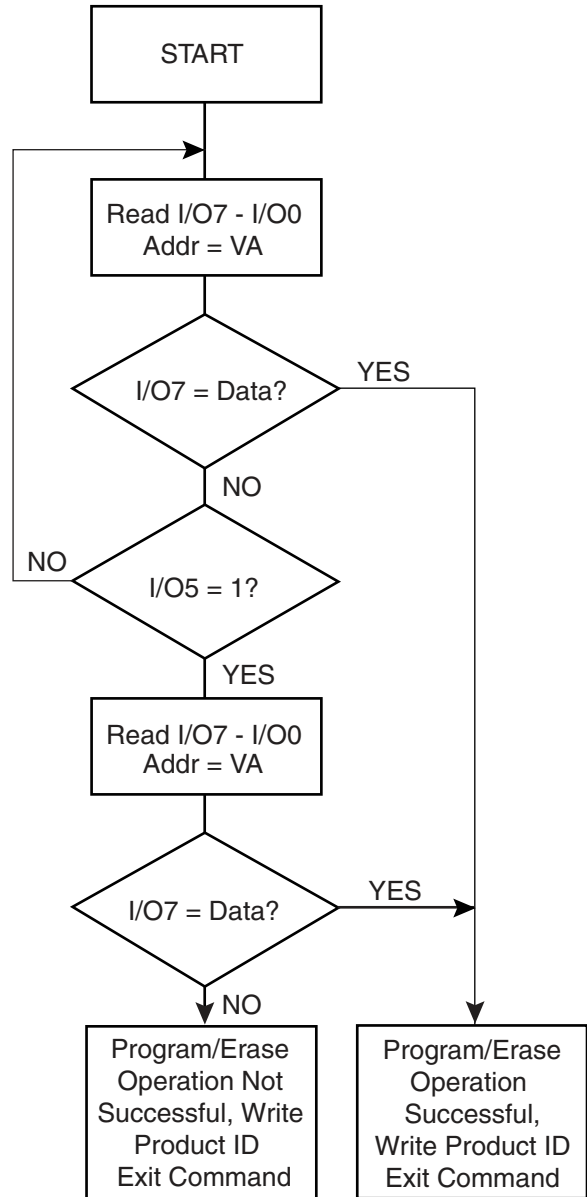 START
Read I/O7 - I/O0
Addr = VA
I/O7 = Data?
YES
NO
NO
I/O5 = 1?
YES
Read I/O7 - I/O0
Addr = VA
I/O7 = Data?
YES
NO
Program/Erase
Operation Not
Successful, Write
Product ID
Exit Command
Program/Erase
Operation
Successful,
Write Product ID
Exit Command